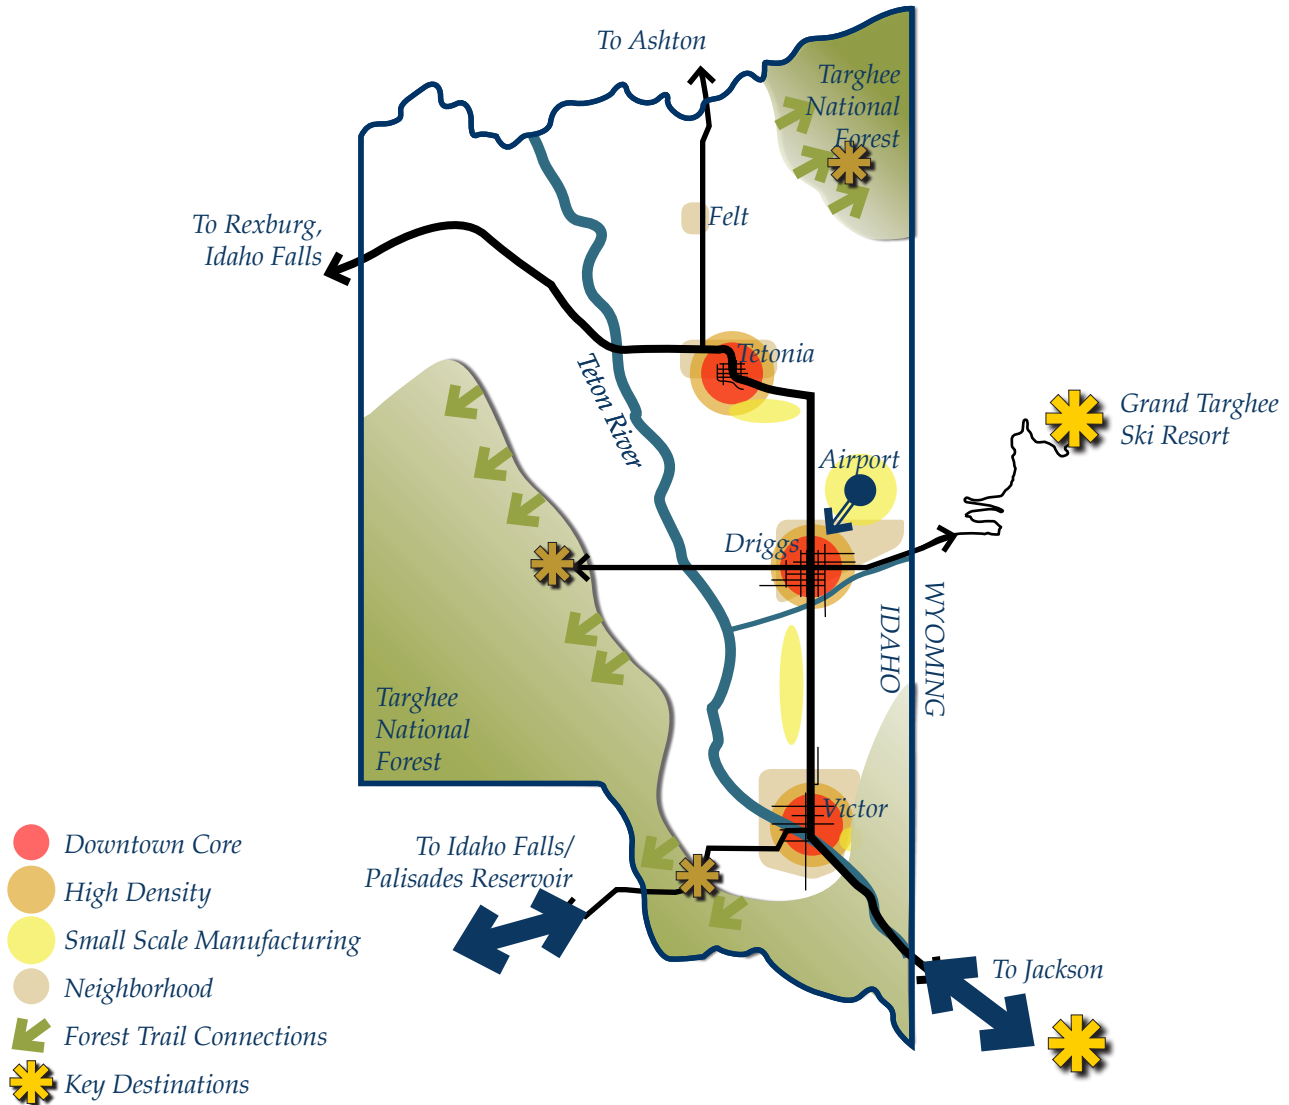 To Ashton
Targhee
National
Forest
To Rexburg,
Idaho Falls
Felt
Tetonia
Teton River
Grand Targhee
Ski Resort
Airport
Driggs
WYOMING
IDAHO
Targhee
National
Forest
Victor
To Idaho Falls/
Palisades Reservoir
To Jackson
Downtown Core
High Density
Small Scale Manufacturing
Neighborhood
Forest Trail Connections
Key Destinations